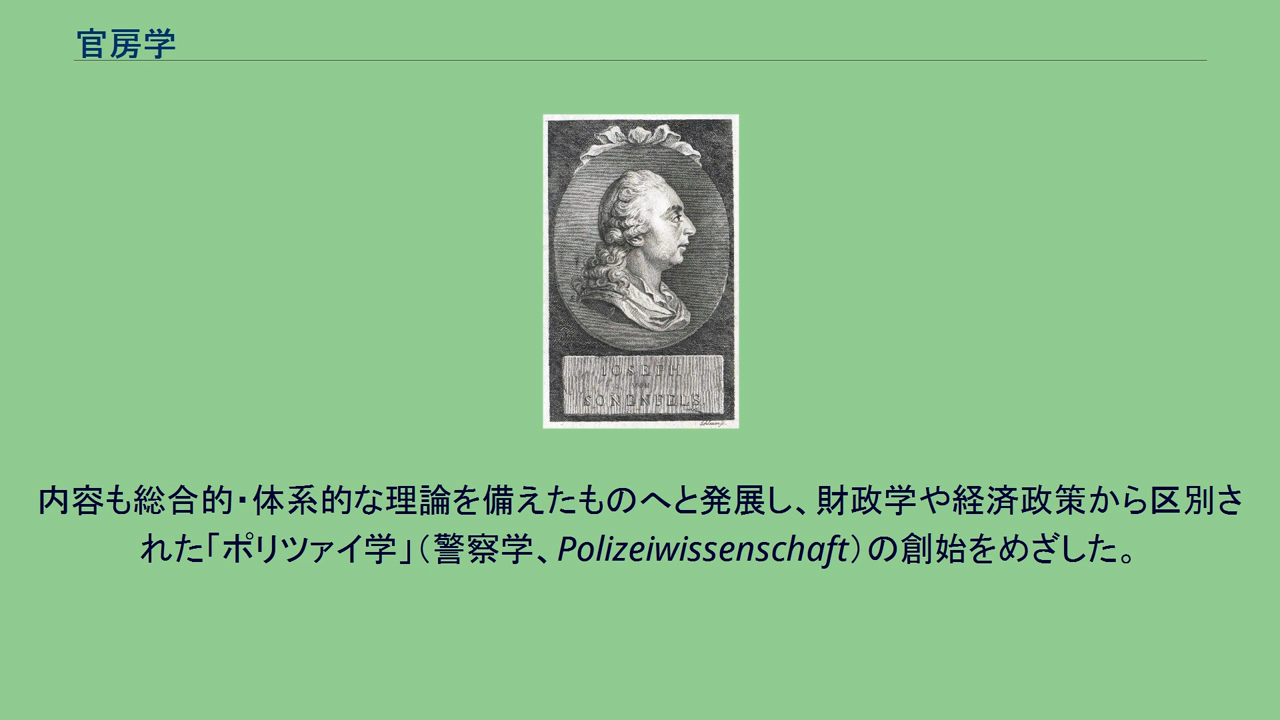 官房学
JOSEPH
VON
SONENFELS
内容も総合的・体系的な理論を備えたものへと発展し、財政学や経済政策から区別さ
れた「ポリツァイ学」（警察学、Polizeiwissenschaft）の創始をめざした。